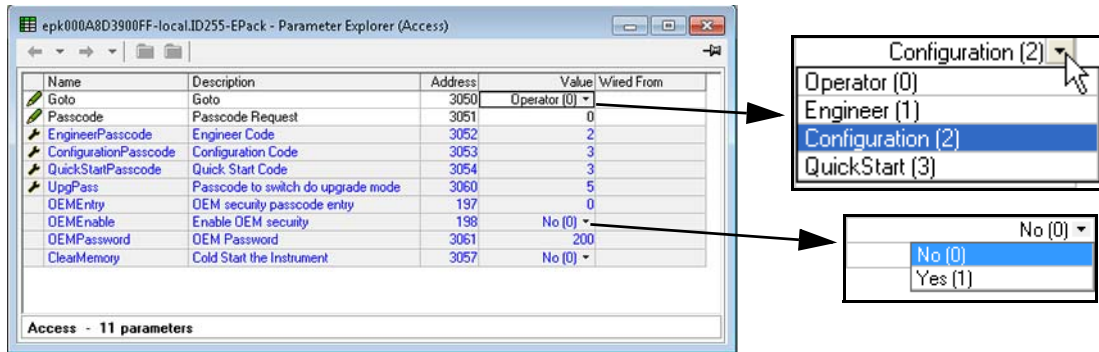 epk000A8D3900FF-local.ID255-EPack - Parameter Explorer (Access)
Name Description Address Value Wired From
Goto Goto 3050 Operator (0)
Passcode Passcode Request 3051 0
EngineerPasscode Engineer Code 3052 2
ConfigurationPasscode Configuration Code 3053 3
QuickStartPasscode Quick Start Code 3054 3
UpgPass Passcode to switch do upgrade mode 3060 5
OEMEntry OEM security passcode entry 197 0
OEMEnable Enable OEM security 198 No (0)
OEMPassword OEM Password 3061 200
ClearMemory Cold Start the Instrument 3057 No (0)
Access - 11 parameters
Configuration (2)
Operator (0)
Engineer (1)
Configuration (2)
QuickStart (3)
No (0)
No (0)
Yes (1)